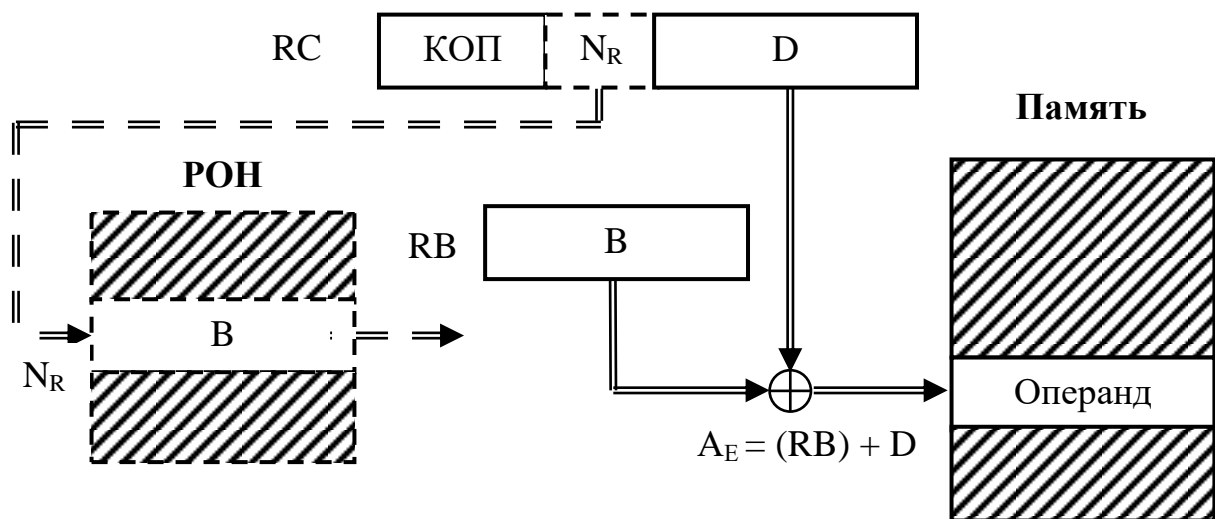 RC КОП N_R D
Память
РОН
RB B
B
N_R
Операнд
A_E = (RB) + D